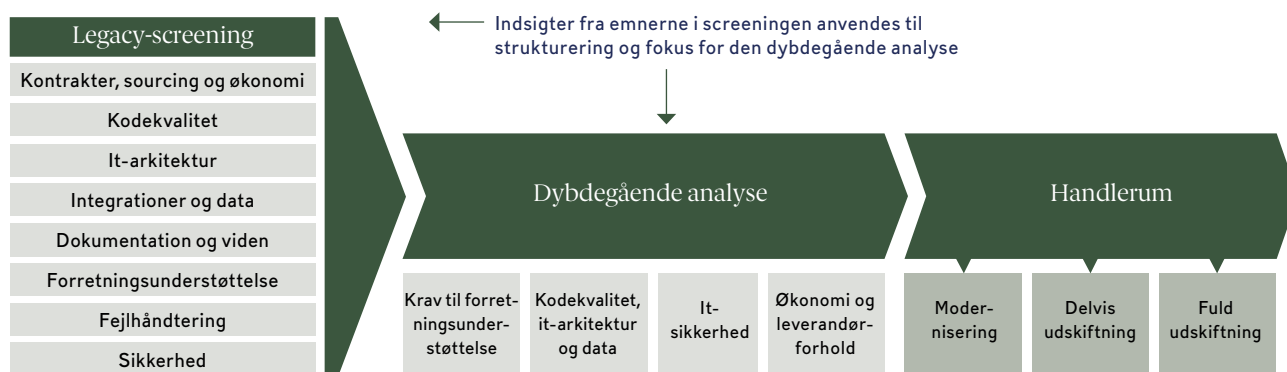 Legacy-screening
Kontrakter, sourcing og økonomi
Kodekvalitet
It-arkitektur
Integrationer og data
Dokumentation og viden
Forretningsunderstøttelse
Fejlhåndtering
Sikkerhed
Indsigter fra emnerne i screeningen anvendes til
strukturering og fokus for den dybdegående analyse
Dybdegående analyse
Krav til forret-
ningsunder-
støttelse
Kodekvalitet,
it-arkitektur
og data
It-
sikkerhed
Økonomi og
leverandør-
forhold
Handlerum
Moder-
nisering
Delvis
udskiftning
Fuld
udskiftning